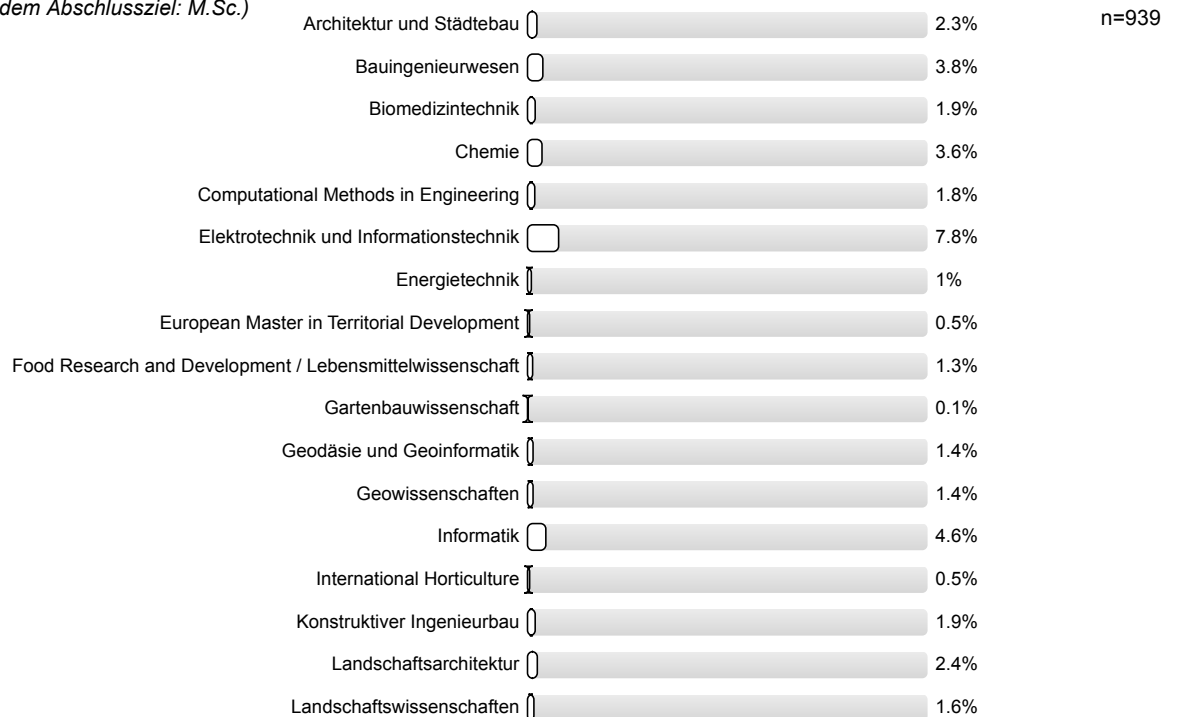 dem Abschlussziel: M.Sc.)
n=939
Architektur und Städtebau 2.3%
Bauingenieurwesen 3.8%
Biomedizintechnik 1.9%
Chemie 3.6%
Computational Methods in Engineering 1.8%
Elektrotechnik und Informationstechnik 7.8%
Energietechnik 1%
European Master in Territorial Development 0.5%
Food Research and Development / Lebensmittelwissenschaft 1.3%
Gartenbauwissenschaft 0.1%
Geodäsie und Geoinformatik 1.4%
Geowissenschaften 1.4%
Informatik 4.6%
International Horticulture 0.5%
Konstruktiver Ingenieurbau 1.9%
Landschaftsarchitektur 2.4%
Landschaftswissenschaften 1.6%